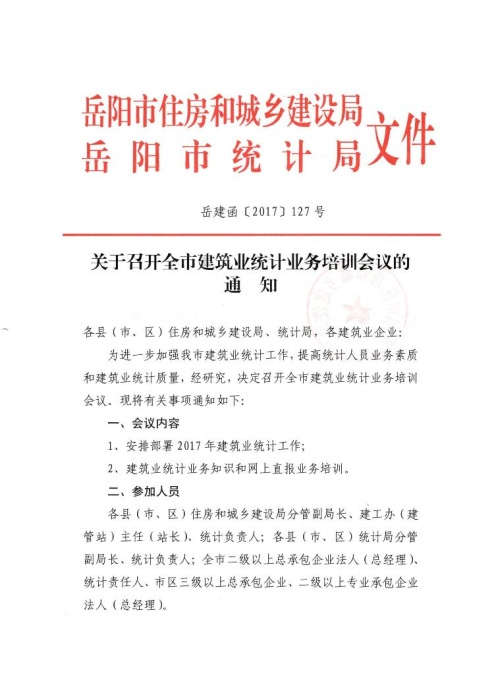 岳阳市住房和城乡建设局
岳阳市统计局
文件
岳建函〔2017〕127号
关于召开全市建筑业统计业务培训会议的
通 知
各县（市、区）住房和城乡建设局、统计局，各建筑业企业：
为进一步加强我市建筑业统计工作，提高统计人员业务素质
和建筑业统计质量，经研究，决定召开全市建筑业统计业务培训
会议。现将有关事项通知如下：
一、会议内容
1、安排部署 2017 年建筑业统计工作；
2、建筑业统计业务知识和网上直报业务培训。
二、参加人员
各县（市、区）住房和城乡建设局分管副局长、建工办（建
管站）主任（站长）、统计负责人；各县（市、区）统计局分管
副局长、统计负责人；全市二级以上总承包企业法人（总经理）、
统计责任人、市区三级以上总承包企业、二级以上专业承包企业
法人（总经理）。